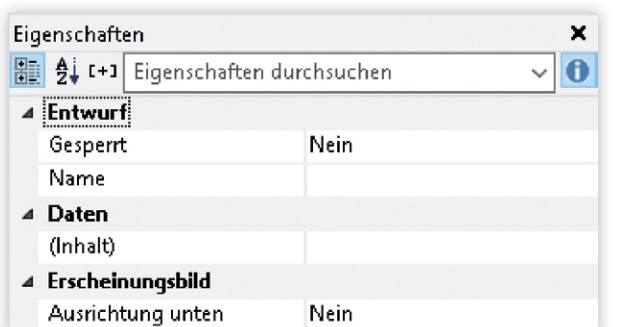 Eigenschaften
[+] Eigenschaften durchsuchen
Entwurf
Gesperrt Nein
Name
Daten
(Inhalt)
Erscheinungsbild
Ausrichtung unten Nein